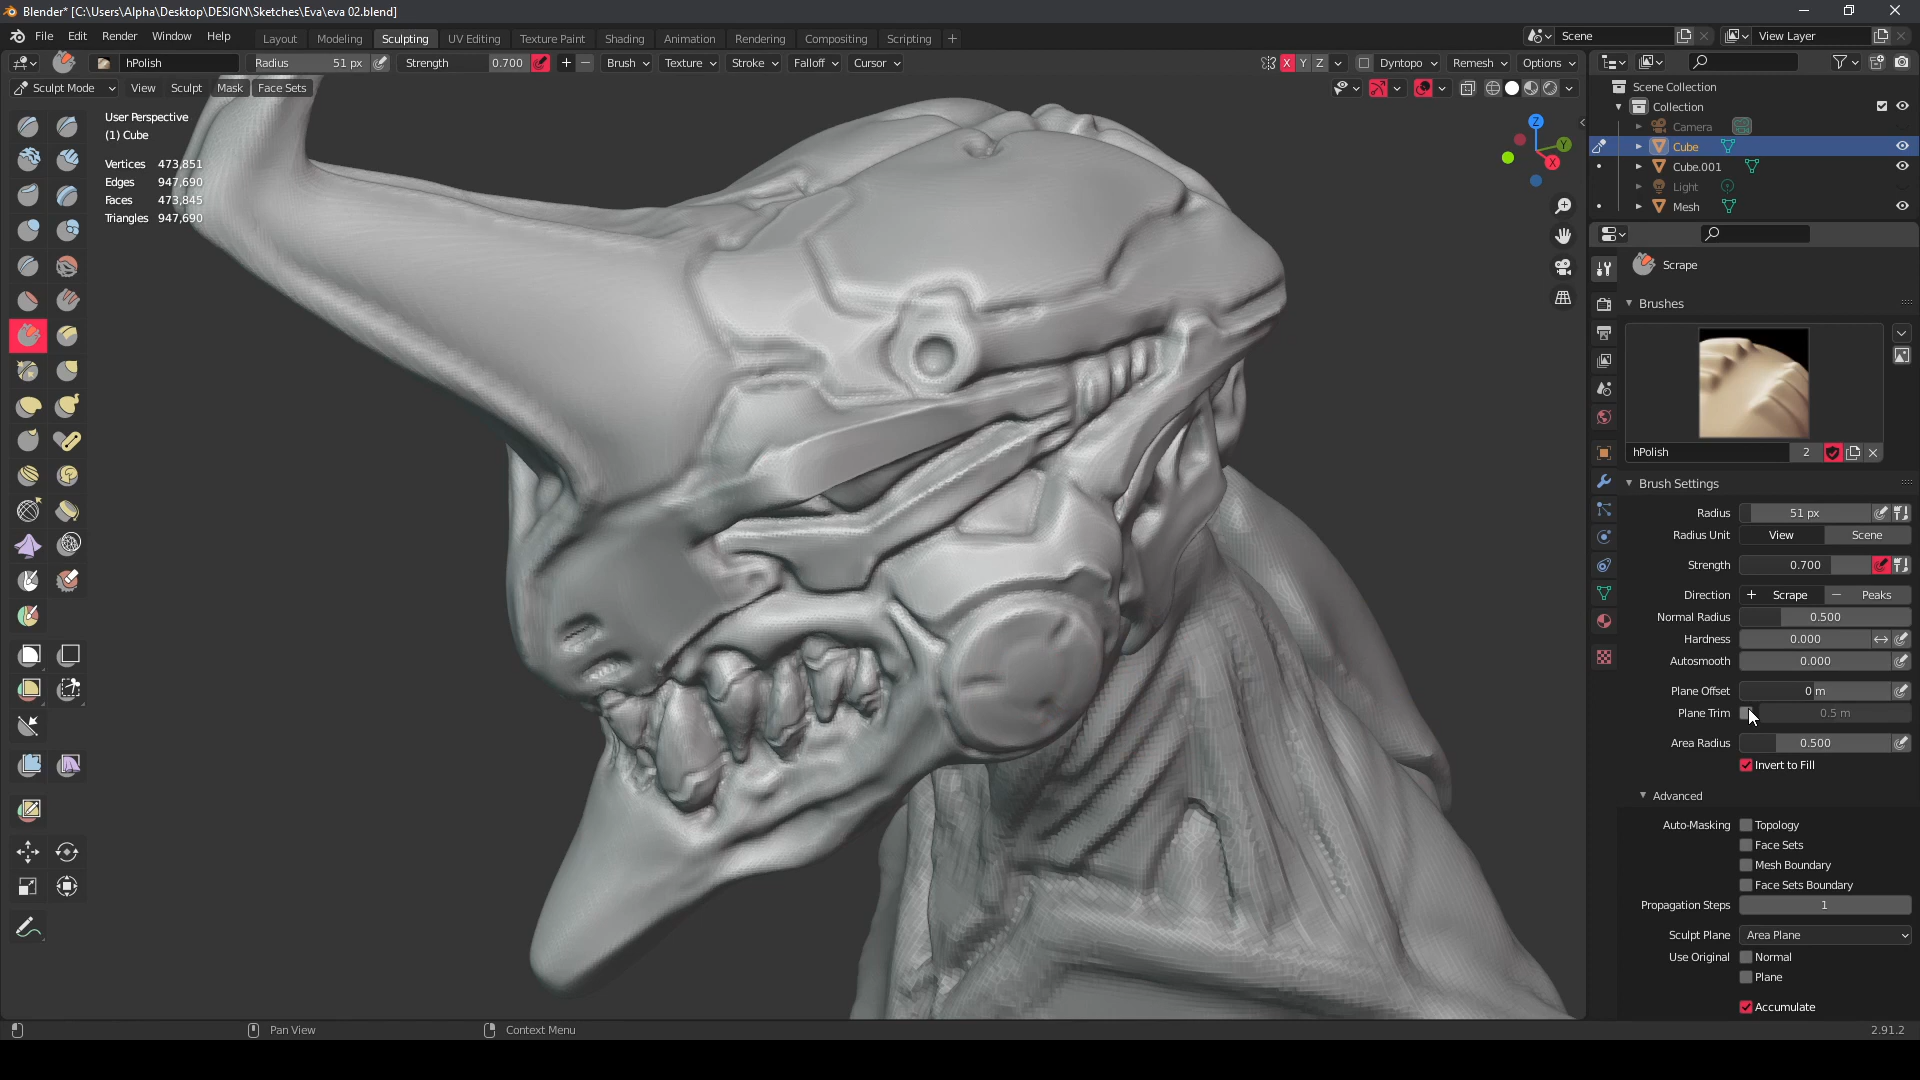 Blender* [C:\Users\Alpha\Desktop\DESIGN\Sketches\Eva\eva 02.blend]
File Edit Render Window Help Layout Modeling Sculpting UV Editing Texture Paint Shading Animation Rendering Compositing Scripting + Scene View Layer
hPolish Radius 51 px Strength 0.700 Brush Texture Stroke Falloff Cursor X Y Z Dyntopo Remesh Options
Sculpt Mode View Sculpt Mask Face Sets
User Perspective
(1) Cube
Vertices 473,851
Edges 947,690
Faces 473,845
Triangles 947,690
Z
Y
X
Scene Collection
Collection
Camera
Cube
Cube.001
Light
Mesh
Scrape
Brushes
hPolish 2
Brush Settings
Radius 51 px
Radius Unit View Scene
Strength 0.700
Direction + Scrape − Peaks
Normal Radius 0.500
Hardness 0.000
Autosmooth 0.000
Plane Offset 0 m
Plane Trim 0.5 m
Area Radius 0.500
Invert to Fill
Advanced
Auto-Masking Topology
Face Sets
Mesh Boundary
Face Sets Boundary
Propagation Steps 1
Sculpt Plane Area Plane
Use Original Normal
Plane
Accumulate
Pan View Context Menu 2.91.2